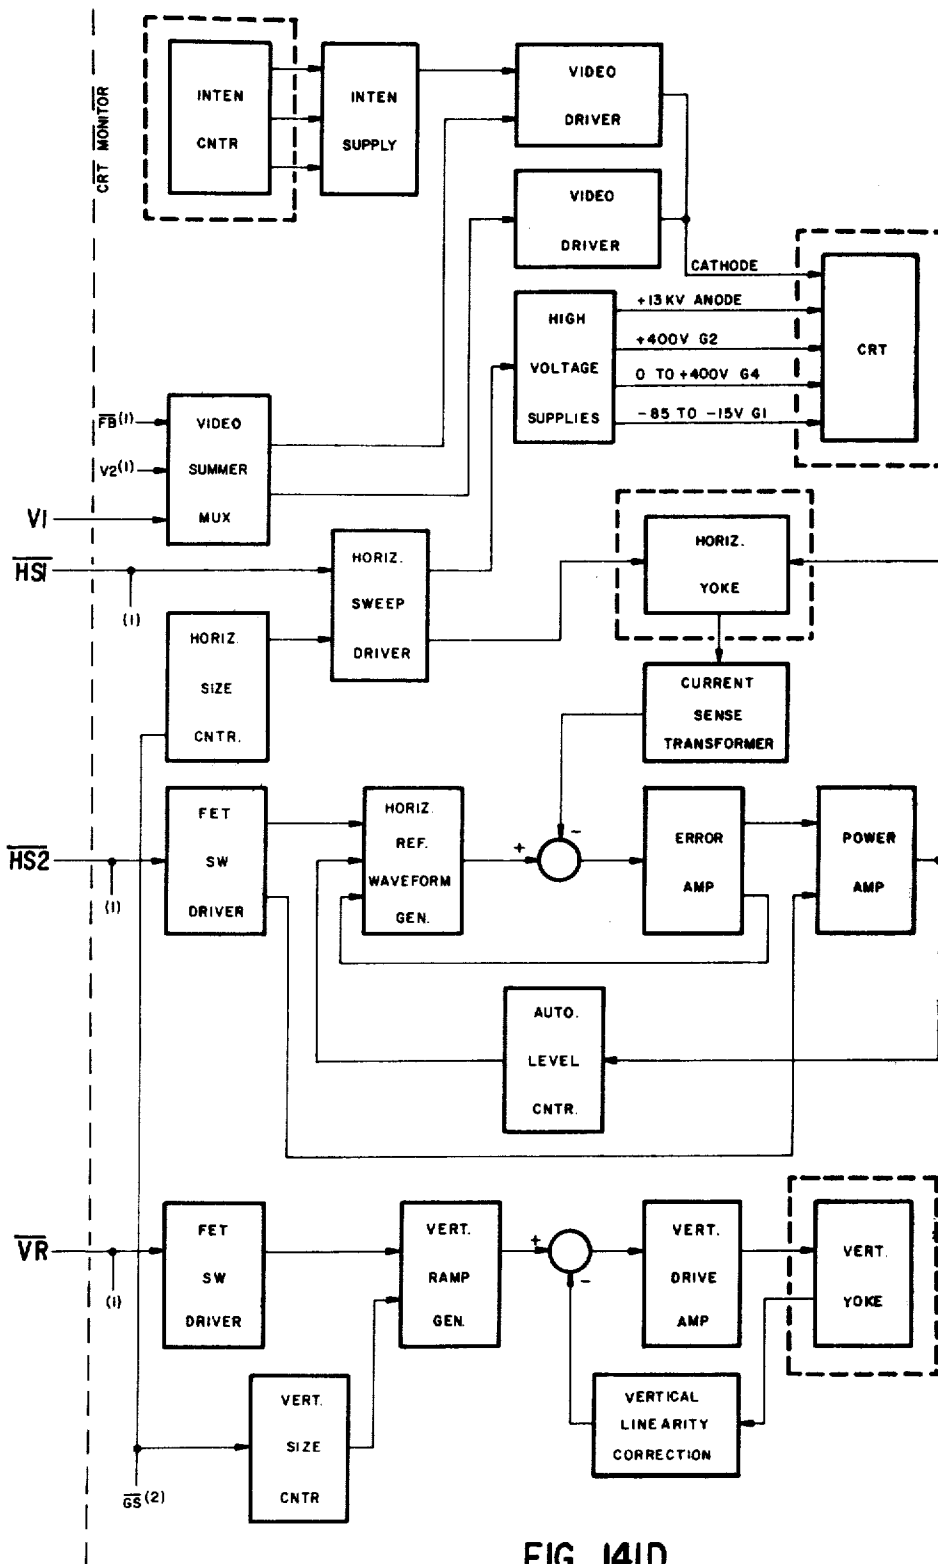 CRT MONITOR
INTEN
CNTR
INTEN
SUPPLY
VIDEO
DRIVER
VIDEO
DRIVER
CATHODE
HIGH
VOLTAGE
SUPPLIES
+13KV ANODE
+400V G2
0 TO +400V G4
-85 TO -15V G1
CRT
FB(1)
V2(1)
V1
VIDEO
SUMMER
MUX
HS1
(1)
HORIZ.
SWEEP
DRIVER
HORIZ.
YOKE
HORIZ.
SIZE
CNTR.
CURRENT
SENSE
TRANSFORMER
HS2
(1)
FET
SW
DRIVER
HORIZ.
REF.
WAVEFORM
GEN.
+
-
ERROR
AMP
POWER
AMP
AUTO.
LEVEL
CNTR.
VR
(1)
FET
SW
DRIVER
VERT.
RAMP
GEN.
+
-
VERT.
DRIVE
AMP
VERT.
YOKE
VERT.
SIZE
CNTR
VERTICAL
LINEARITY
CORRECTION
GS(2)
FIG. 141D